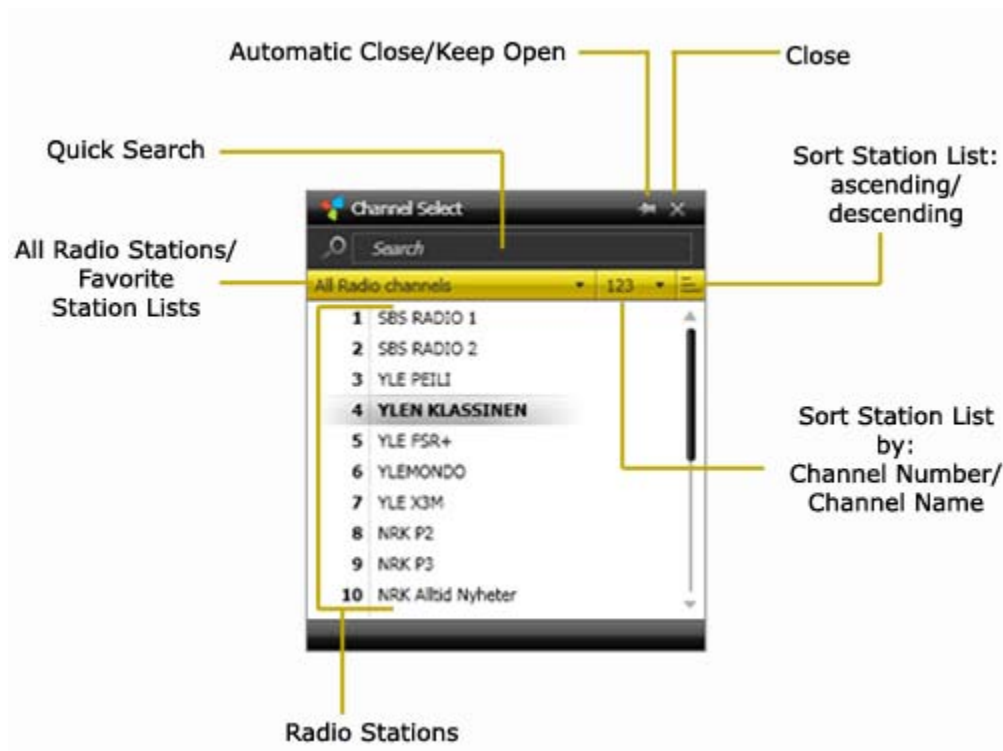 Automatic Close/Keep Open
Close
Quick Search
Sort Station List:
ascending/
descending
All Radio Stations/
Favorite
Station Lists
Channel Select
Search
All Radio channels
123
1 SBS RADIO 1
2 SBS RADIO 2
3 YLE PEILI
4 YLEN KLASSINEN
5 YLE FSR+
6 YLEMONDO
7 YLE X3M
8 NRK P2
9 NRK P3
10 NRK Alltid Nyheter
Sort Station List
by:
Channel Number/
Channel Name
Radio Stations